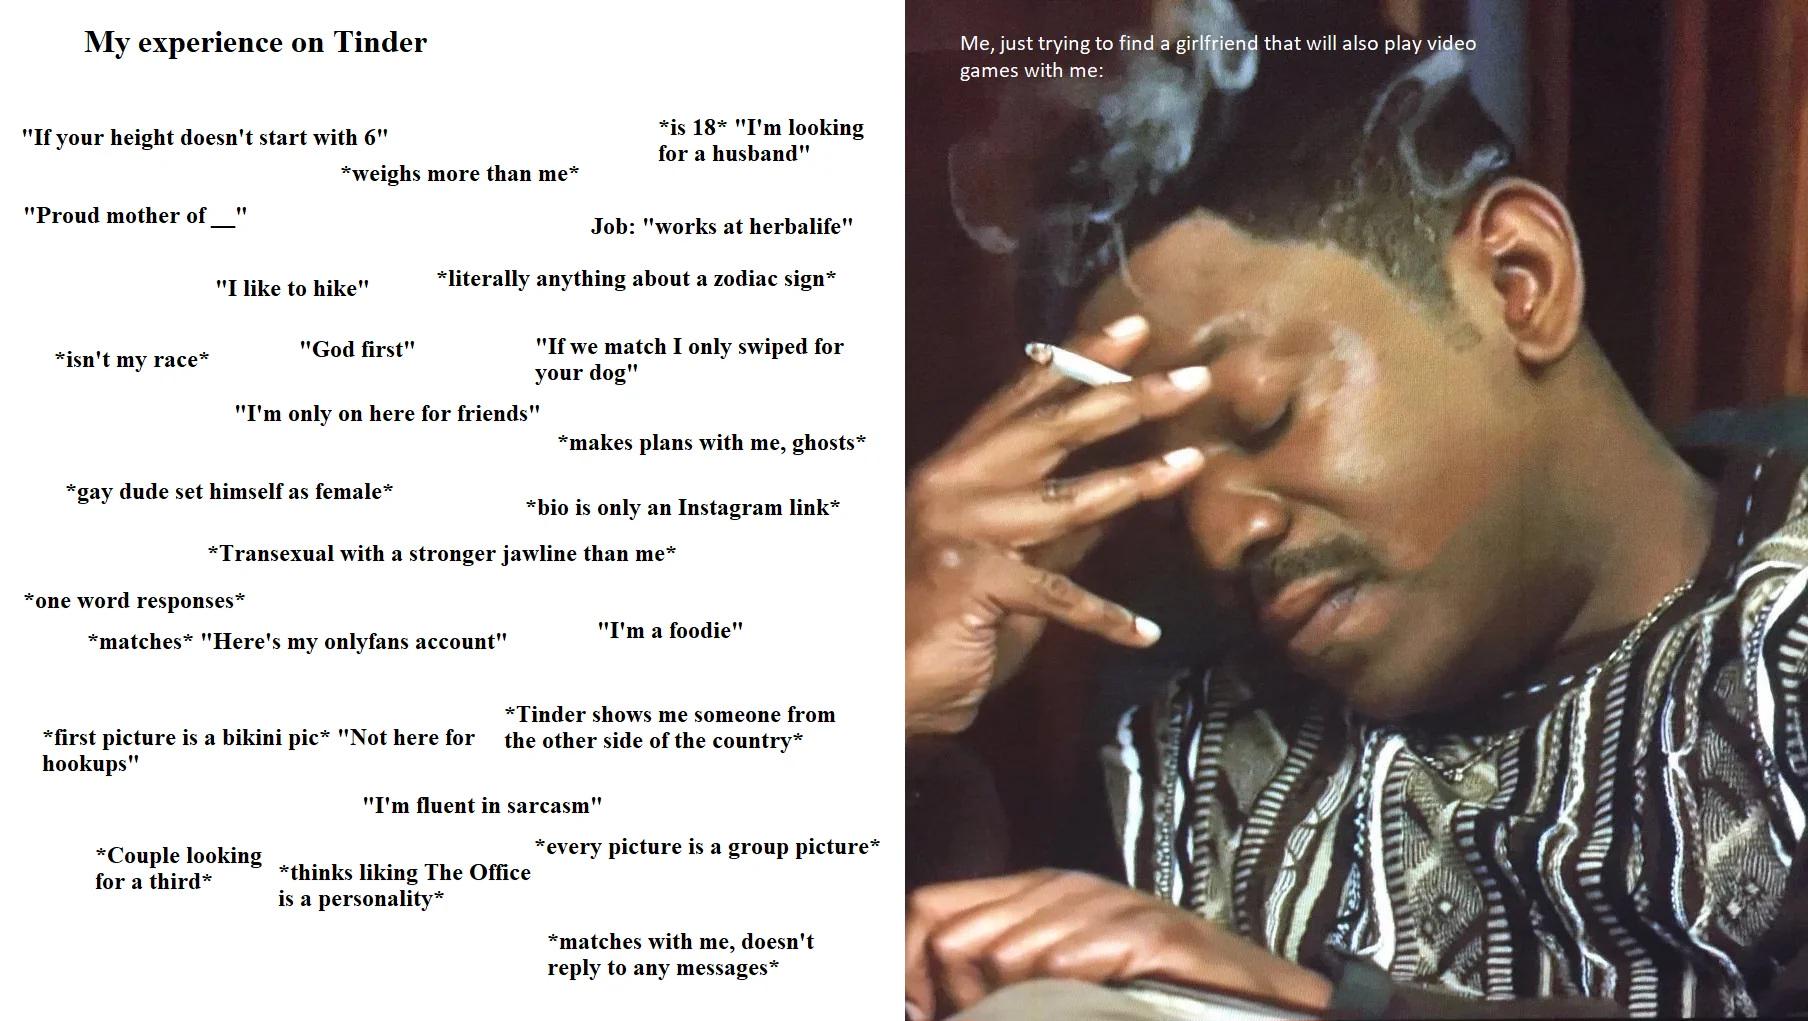 My experience on Tinder
"If your height doesn't start with 6"
*is 18* "I'm looking
for a husband"
*weighs more than me*
"Proud mother of __"
Job: "works at herbalife"
"I like to hike"
*literally anything about a zodiac sign*
*isn't my race*
"God first"
"If we match I only swiped for
your dog"
"I'm only on here for friends"
*makes plans with me, ghosts*
*gay dude set himself as female*
*bio is only an Instagram link*
*Transexual with a stronger jawline than me*
*one word responses*
*matches* "Here's my onlyfans account"
"I'm a foodie"
*first picture is a bikini pic* "Not here for
hookups"
*Tinder shows me someone from
the other side of the country*
"I'm fluent in sarcasm"
*Couple looking
for a third*
*thinks liking The Office
is a personality*
*every picture is a group picture*
*matches with me, doesn't
reply to any messages*
Me, just trying to find a girlfriend that will also play video
games with me: